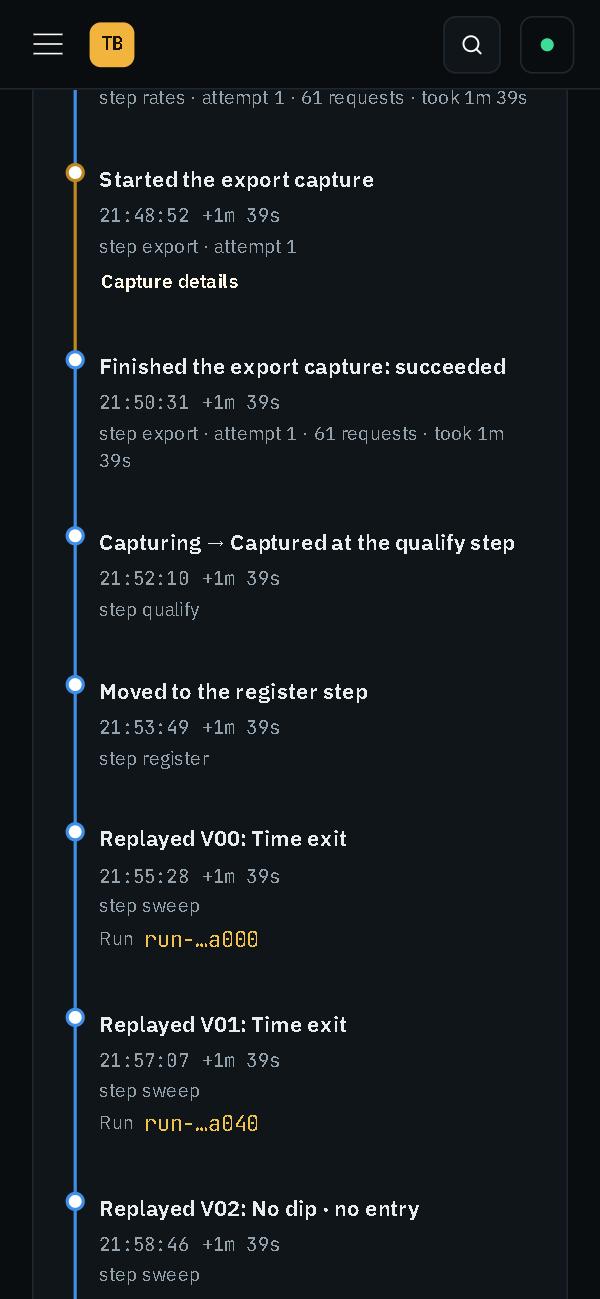 TB
step rates · attempt 1 · 61 requests · took 1m 39s
Started the export capture
21:48:52 +1m 39s
step export · attempt 1
Capture details
Finished the export capture: succeeded
21:50:31 +1m 39s
step export · attempt 1 · 61 requests · took 1m
39s
Capturing → Captured at the qualify step
21:52:10 +1m 39s
step qualify
Moved to the register step
21:53:49 +1m 39s
step register
Replayed V00: Time exit
21:55:28 +1m 39s
step sweep
Run run-…a000
Replayed V01: Time exit
21:57:07 +1m 39s
step sweep
Run run-…a040
Replayed V02: No dip · no entry
21:58:46 +1m 39s
step sweep